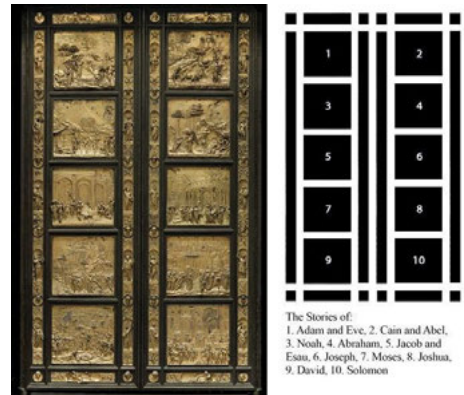 1 2
3 4
5 6
7 8
9 10
The Stories of:
1. Adam and Eve, 2. Cain and Abel,
3. Noah, 4. Abraham, 5. Jacob and
Esau, 6. Joseph, 7. Moses, 8. Joshua,
9. David, 10. Solomon